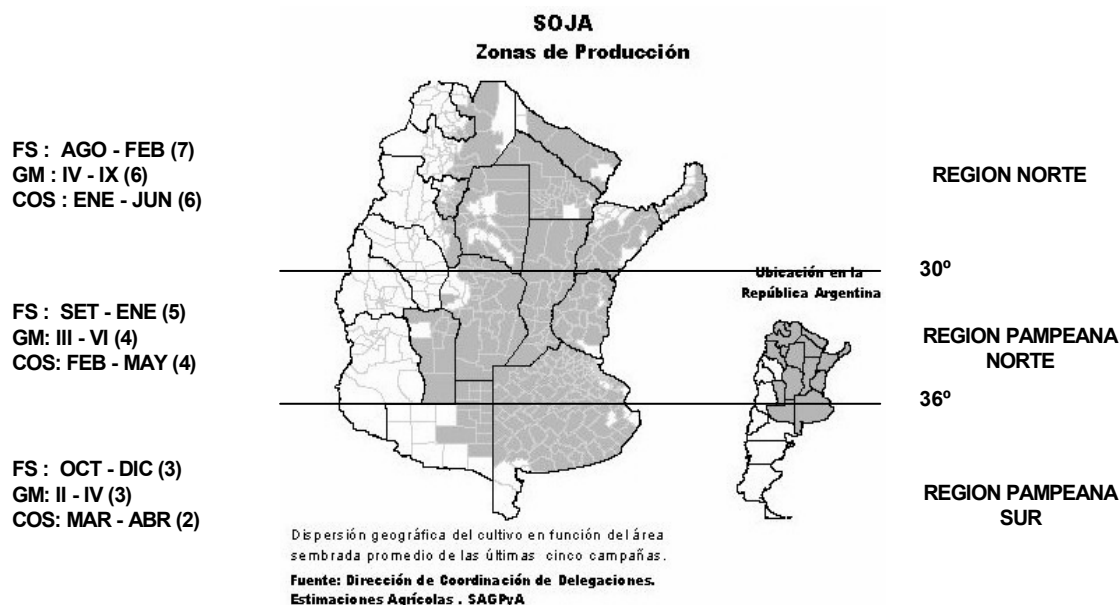 SOJA
Zonas de Producción
FS : AGO - FEB (7)
GM : IV - IX (6)
COS : ENE - JUN (6)
REGION NORTE
30º
Ubicación en la
República Argentina
FS : SET - ENE (5)
GM: III - VI (4)
COS: FEB - MAY (4)
REGION PAMPEANA
NORTE
36º
FS : OCT - DIC (3)
GM: II - IV (3)
COS: MAR - ABR (2)
REGION PAMPEANA
SUR
Dispersión geográfica del cultivo en función del área
sembrada promedio de las últimas cinco campañas.
Fuente: Dirección de Coordinación de Delegaciones.
Estimaciones Agrícolas . SAGPyA